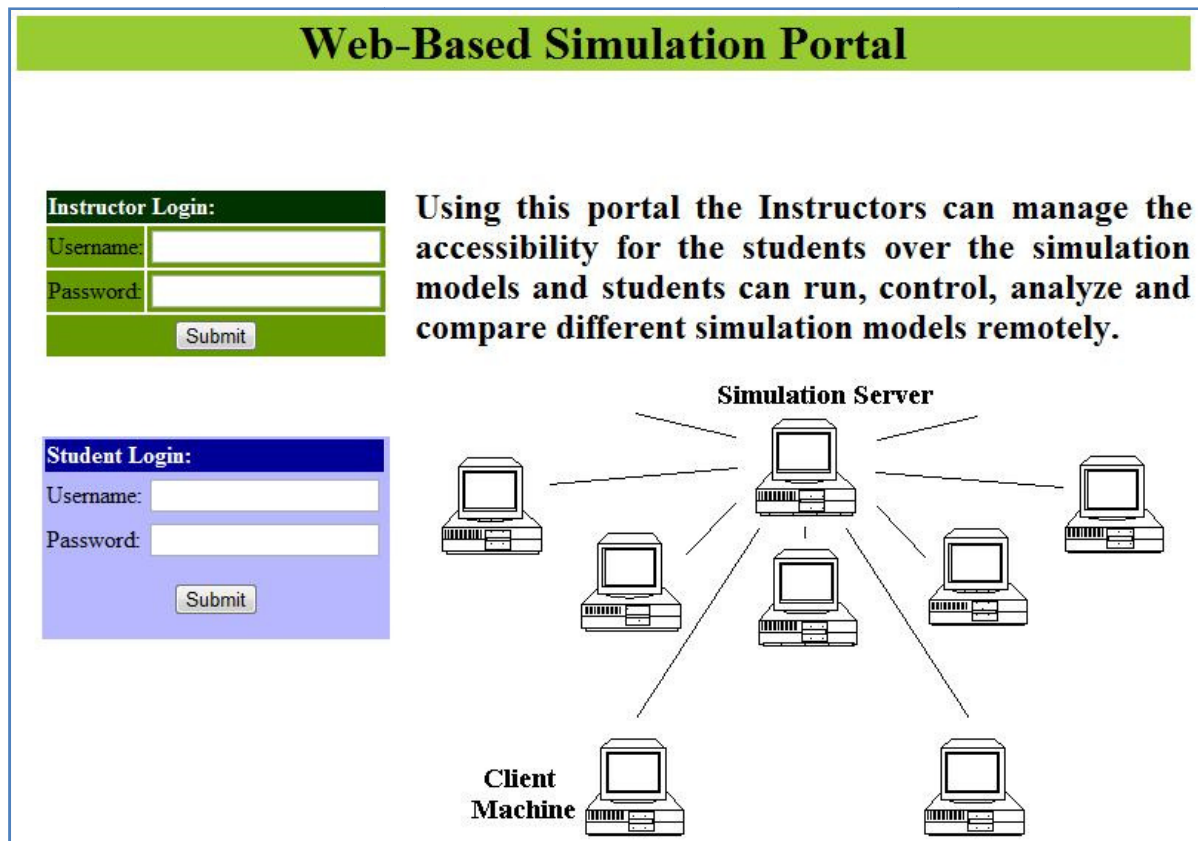 Web-Based Simulation Portal
Instructor Login:
Username:
Password:
Submit
Using this portal the Instructors can manage the
accessibility for the students over the simulation
models and students can run, control, analyze and
compare different simulation models remotely.
Student Login:
Username:
Password:
Submit
Simulation Server
Client
Machine